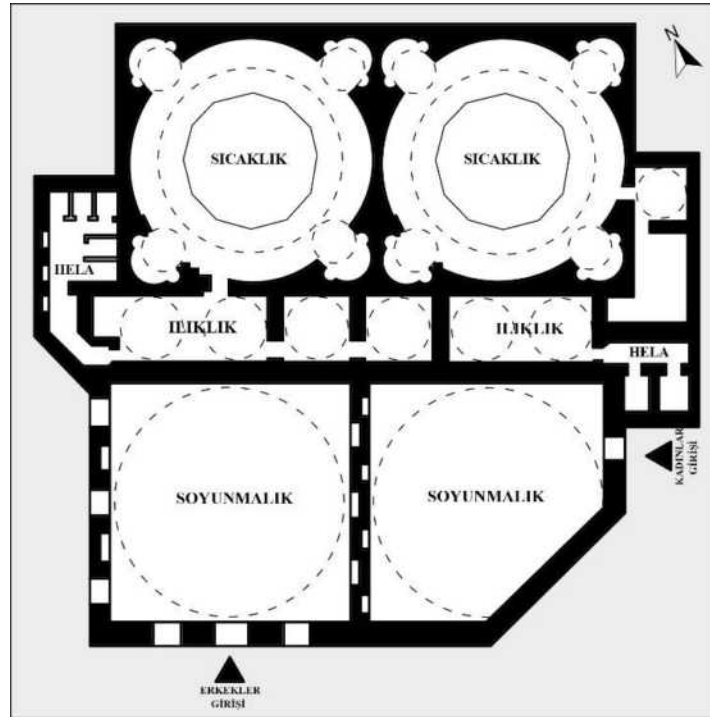 N
SICAKLIK
SICAKLIK
HELA
ILIKLIK
ILIKLIK
HELA
SOYUNMALIK
SOYUNMALIK
KADINLAR
GİRİŞİ
ERKEKLER
GİRİŞİ